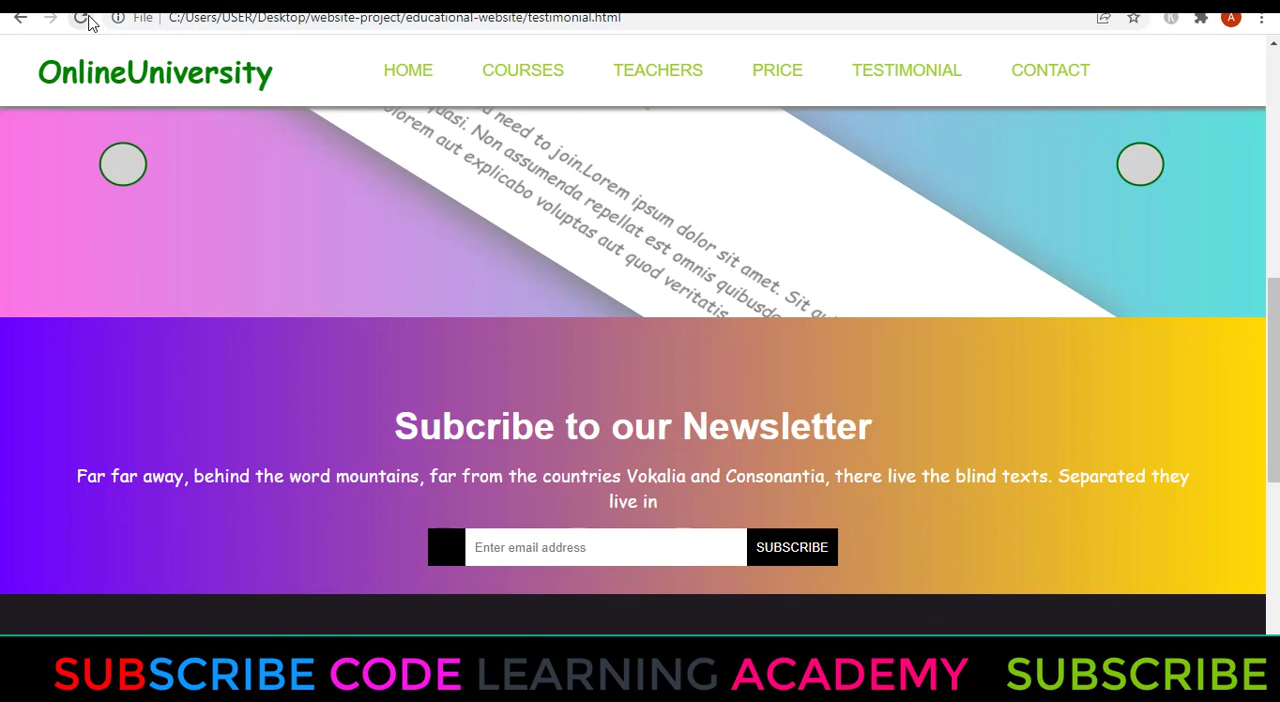 File
C:/Users/USER/Desktop/website-project/educational-website/testimonial.html
A
OnlineUniversity
HOME
COURSES
TEACHERS
PRICE
TESTIMONIAL
CONTACT
need to join.Lorem ipsum dolor sit amet. Sit
quasi. Non assumenda repellat est omnis
dolorem aut explicabo voluptas aut quod veritatis
Subcribe to our Newsletter
Far far away, behind the word mountains, far from the countries Vokalia and Consonantia, there live the blind texts. Separated they
live in
Enter email address
SUBSCRIBE
SUBSCRIBE CODE LEARNING ACADEMY SUBSCRIBE